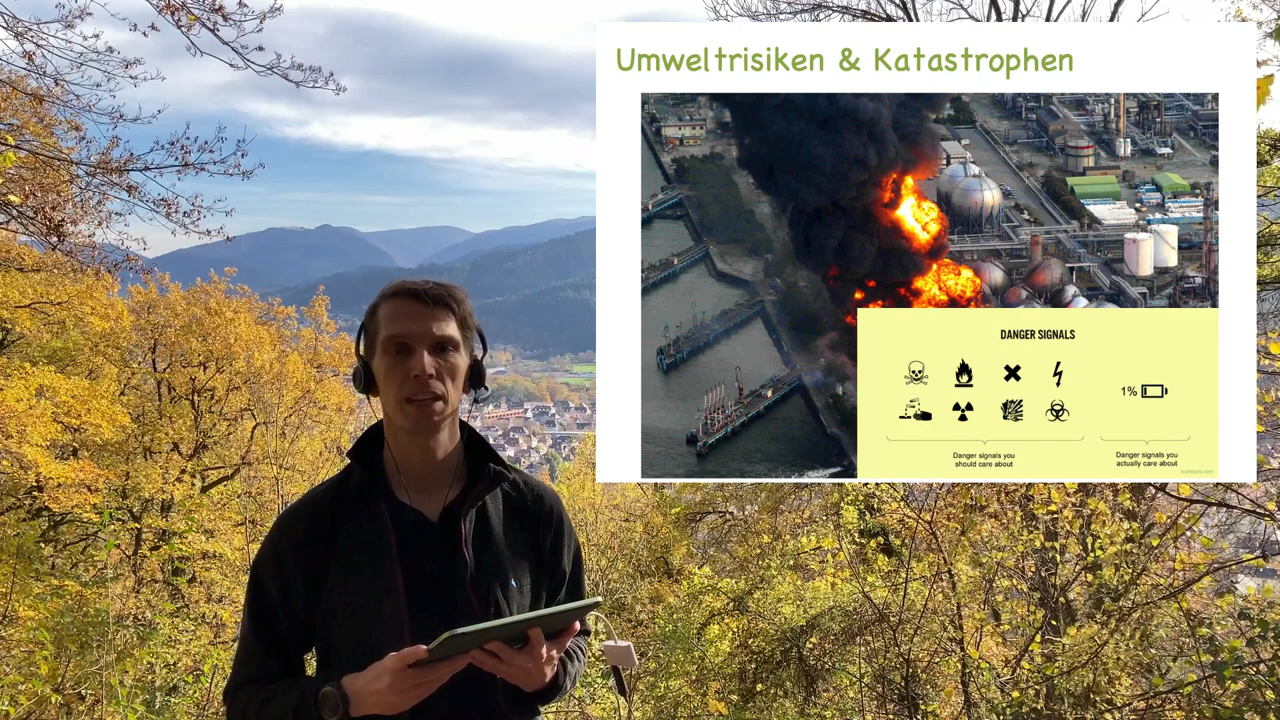 Umweltrisiken & Katastrophen
DANGER SIGNALS
1%
Danger signals you
should care about
Danger signals you
actually care about